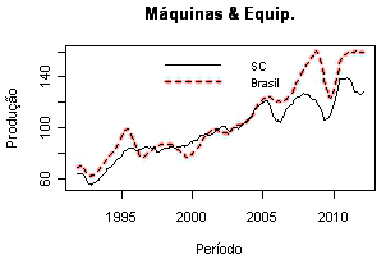 Máquinas & Equip.
SC
Brasil
Produção
60
100
140
1995
2000
2005
2010
Período